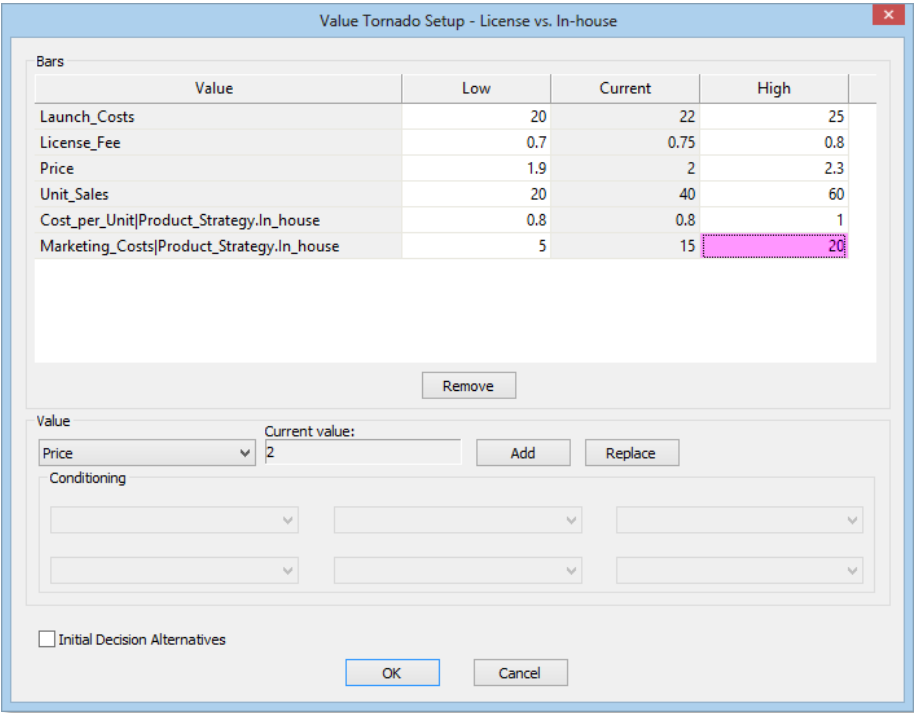 Value Tornado Setup - License vs. In-house
Bars
Value Low Current High
Launch_Costs 20 22 25
License_Fee 0.7 0.75 0.8
Price 1.9 2 2.3
Unit_Sales 20 40 60
Cost_per_Unit|Product_Strategy.In_house 0.8 0.8 1
Marketing_Costs|Product_Strategy.In_house 5 15 20
Remove
Value
Current value:
Price 2 Add Replace
Conditioning
Initial Decision Alternatives
OK Cancel